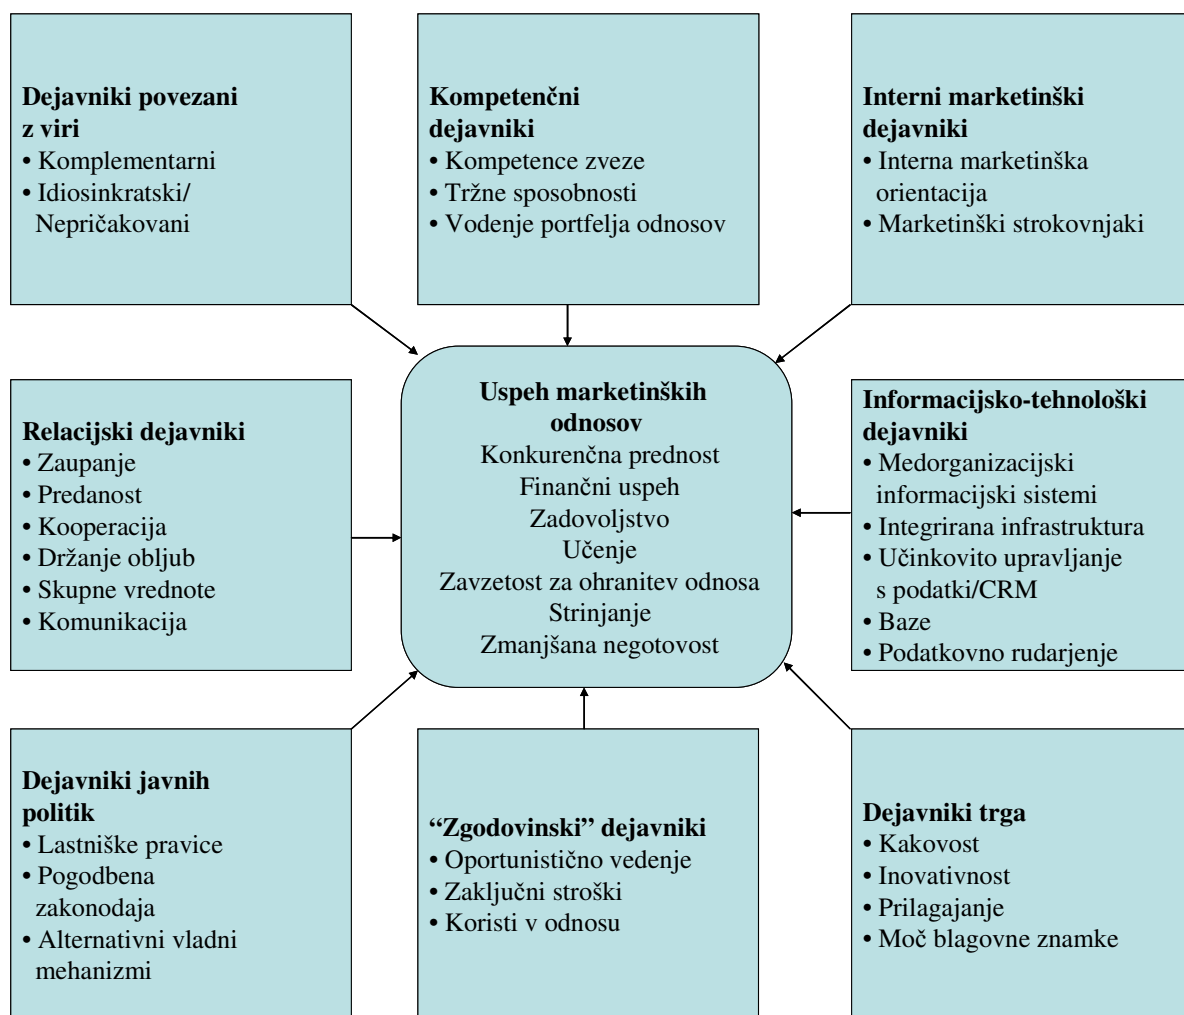 Dejavniki povezani
z viri
• Komplementarni
• Idiosinkratski/
Nepričakovani
Kompetenčni
dejavniki
• Kompetence zveze
• Tržne sposobnosti
• Vodenje portfelja odnosov
Interni marketinški
dejavniki
• Interna marketinška
orientacija
• Marketinški strokovnjaki
Relacijski dejavniki
• Zaupanje
• Predanost
• Kooperacija
• Držanje obljub
• Skupne vrednote
• Komunikacija
Uspeh marketinških
odnosov
Konkurenčna prednost
Finančni uspeh
Zadovoljstvo
Učenje
Zavzetost za ohranitev odnosa
Strinjanje
Zmanjšana negotovost
Informacijsko-tehnološki
dejavniki
• Medorganizacijski
informacijski sistemi
• Integrirana infrastruktura
• Učinkovito upravljanje
s podatki/CRM
• Baze
• Podatkovno rudarjenje
Dejavniki javnih
politik
• Lastniške pravice
• Pogodbena
zakonodaja
• Alternativni vladni
mehanizmi
“Zgodovinski” dejavniki
• Oportunistično vedenje
• Zaključni stroški
• Koristi v odnosu
Dejavniki trga
• Kakovost
• Inovativnost
• Prilagajanje
• Moč blagovne znamke